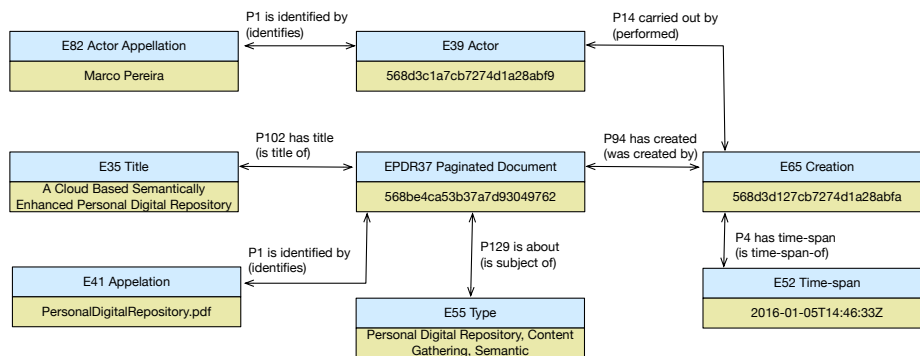 P1 is identified by
(identifies)
P14 carried out by
(performed)
E82 Actor Appellation
Marco Pereira
E39 Actor
568d3c1a7cb7274d1a28abf9
P102 has title
(is title of)
P94 has created
(was created by)
E35 Title
A Cloud Based Semantically
Enhanced Personal Digital Repository
EPDR37 Paginated Document
568be4ca53b37a7d93049762
E65 Creation
568d3d127cb7274d1a28abfa
P1 is identified by
(identifies)
P129 is about
(is subject of)
P4 has time-span
(is time-span-of)
E41 Appelation
PersonalDigitalRepository.pdf
E55 Type
Personal Digital Repository, Content
Gathering, Semantic
E52 Time-span
2016-01-05T14:46:33Z